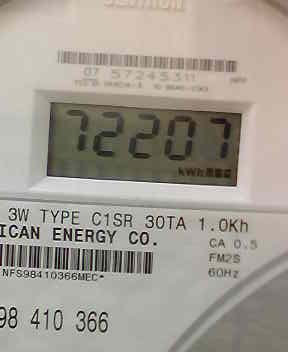 07 57245311
72207
kWh
3W TYPE C1SR 30TA 1.0Kh
ICAN ENERGY CO.
CA 0.5
FM2S
60Hz
NFS98410366MEC*
98 410 366